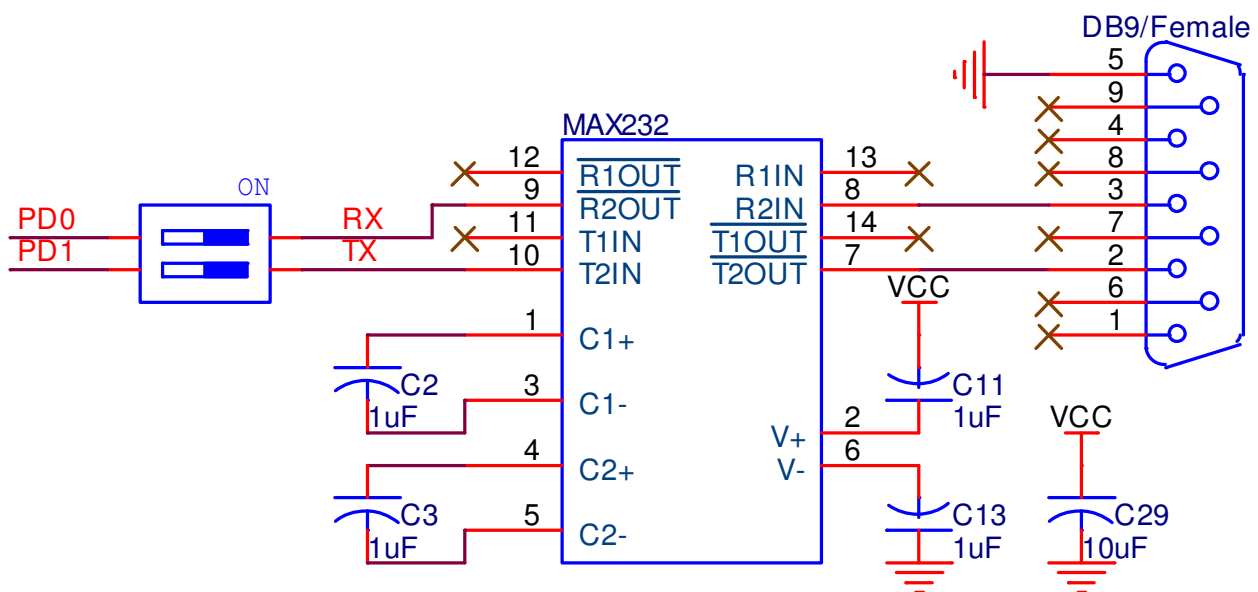 DB9/Female
5
9
4
8
3
7
2
6
1
MAX232
12 R1OUT R1IN 13
9 R2OUT R2IN 8
11 T1IN T1OUT 14
10 T2IN T2OUT 7
ON
PD0 RX
PD1 TX
1 C1+
3 C1-
4 C2+
5 C2-
C2
1uF
C3
1uF
VCC
C11
1uF
2 V+
6 V-
C13
1uF
VCC
C29
10uF